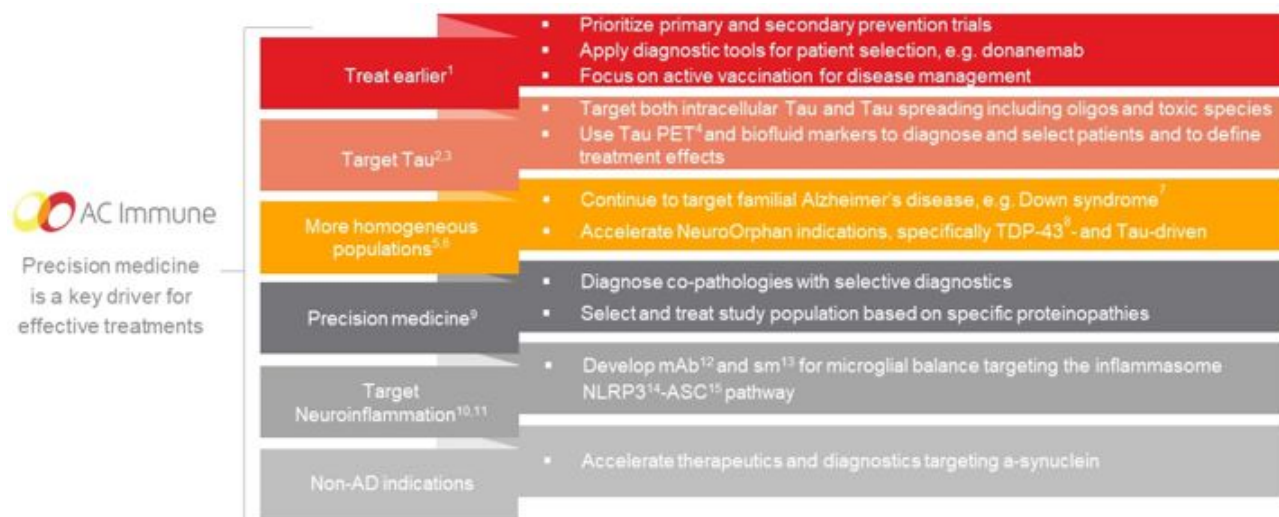 AC Immune
Precision medicine
is a key driver for
effective treatments
Treat earlier¹
▪ Prioritize primary and secondary prevention trials
▪ Apply diagnostic tools for patient selection, e.g. donanemab
▪ Focus on active vaccination for disease management
Target Tau²,³
▪ Target both intracellular Tau and Tau spreading including oligos and toxic species
▪ Use Tau PET⁴ and biofluid markers to diagnose and select patients and to define
treatment effects
More homogeneous
populations⁵,⁶
▪ Continue to target familial Alzheimer's disease, e.g. Down syndrome⁷
▪ Accelerate NeuroOrphan indications, specifically TDP-43⁸- and Tau-driven
Precision medicine⁹
▪ Diagnose co-pathologies with selective diagnostics
▪ Select and treat study population based on specific proteinopathies
Target
Neuroinflammation¹⁰,¹¹
▪ Develop mAb¹² and sm¹³ for microglial balance targeting the inflammasome
NLRP3¹⁴-ASC¹⁵ pathway
Non-AD indications
▪ Accelerate therapeutics and diagnostics targeting a-synuclein